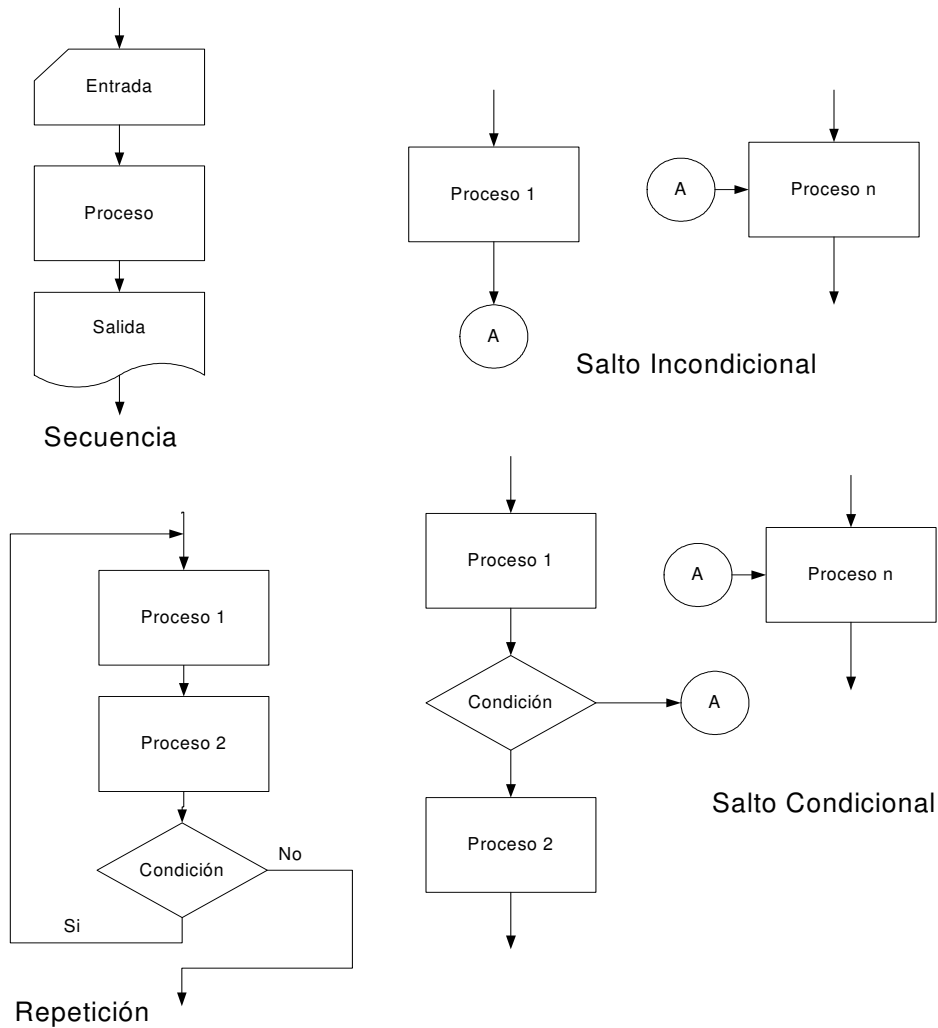 Entrada
Proceso
Salida
Secuencia
Proceso 1
A
A
Proceso n
Salto Incondicional
Proceso 1
Proceso 2
Condición
No
Si
Repetición
Proceso 1
Condición
A
Proceso 2
A
Proceso n
Salto Condicional